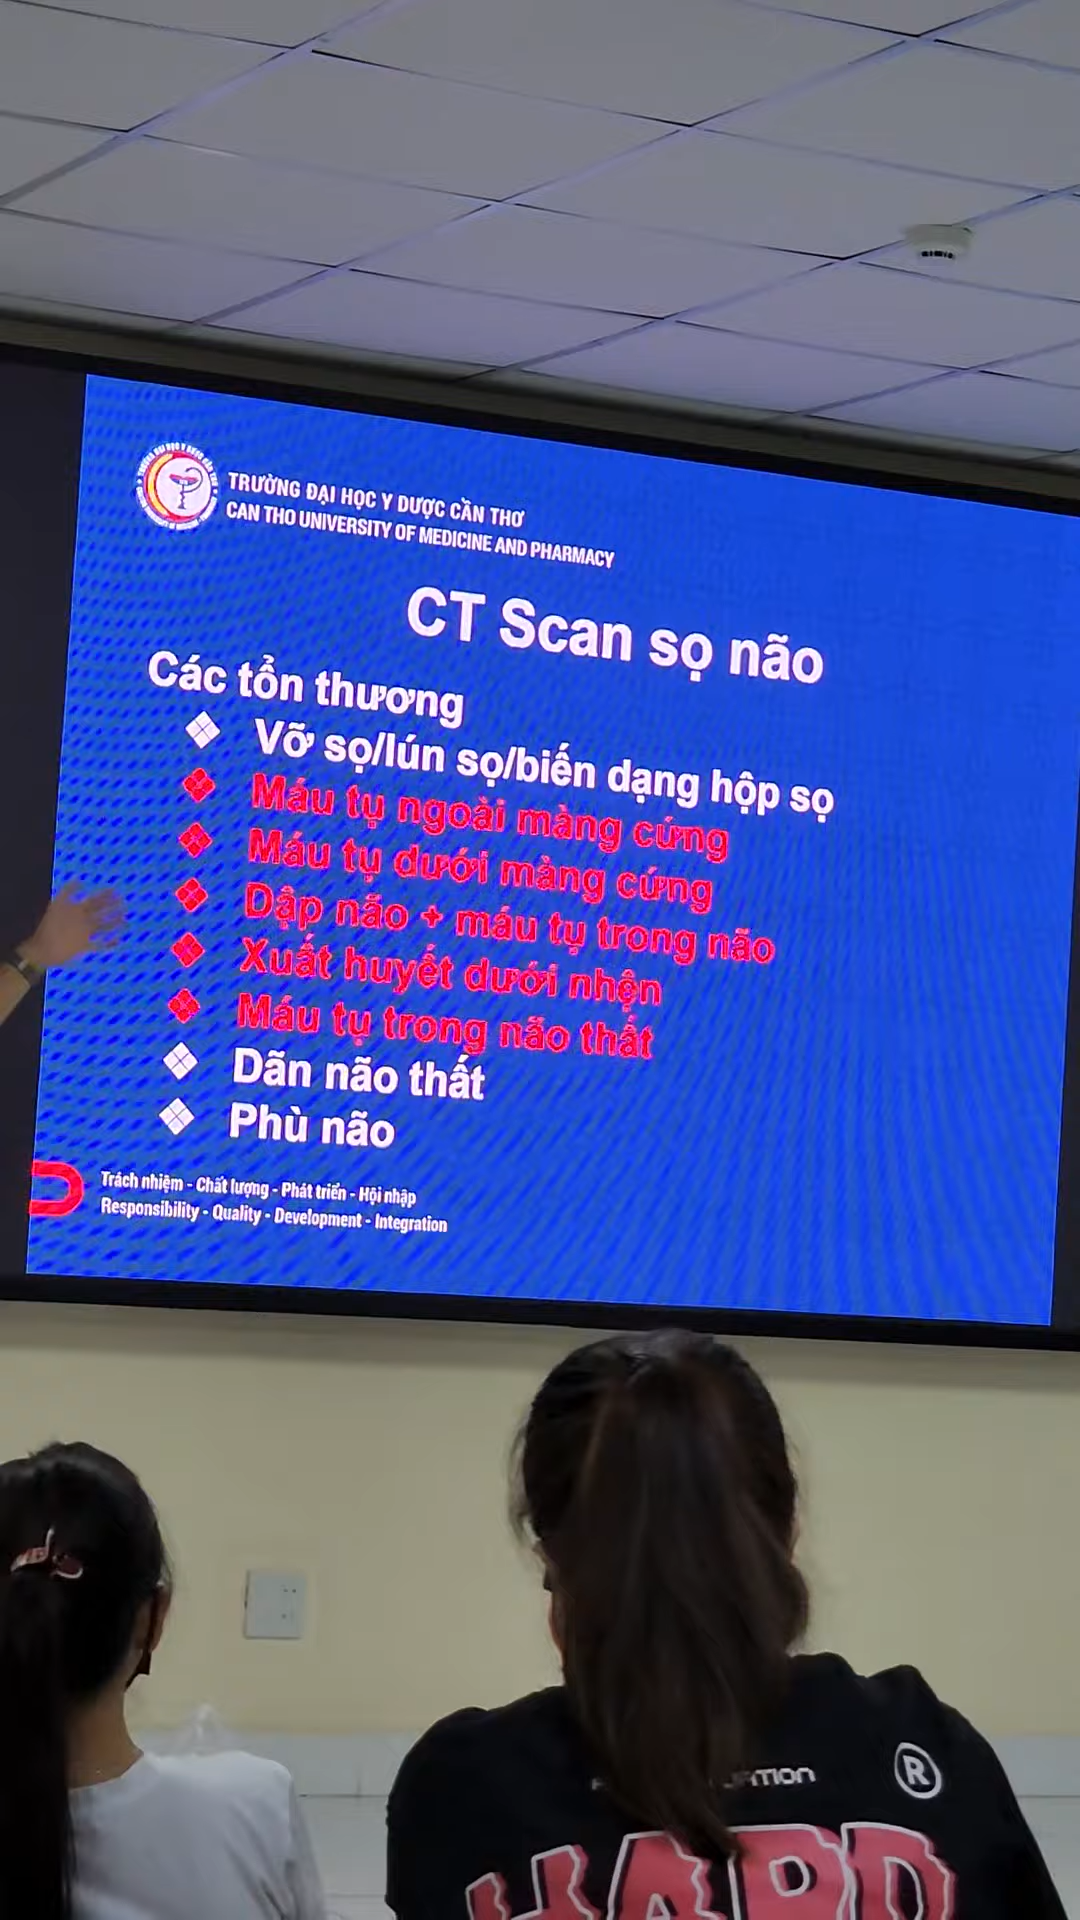 TRƯỜNG ĐẠI HỌC Y DƯỢC CẦN THƠ
CAN THO UNIVERSITY OF MEDICINE AND PHARMACY
CT Scan sọ não
Các tổn thương
Vỡ sọ/lún sọ/biến dạng hộp sọ
Máu tụ ngoài màng cứng
Máu tụ dưới màng cứng
Dập não + máu tụ trong não
Xuất huyết dưới nhện
Máu tụ trong não thất
Dãn não thất
Phù não
Trách nhiệm - Chất lượng - Phát triển - Hội nhập
Responsibility - Quality - Development - Integration
®
HARD